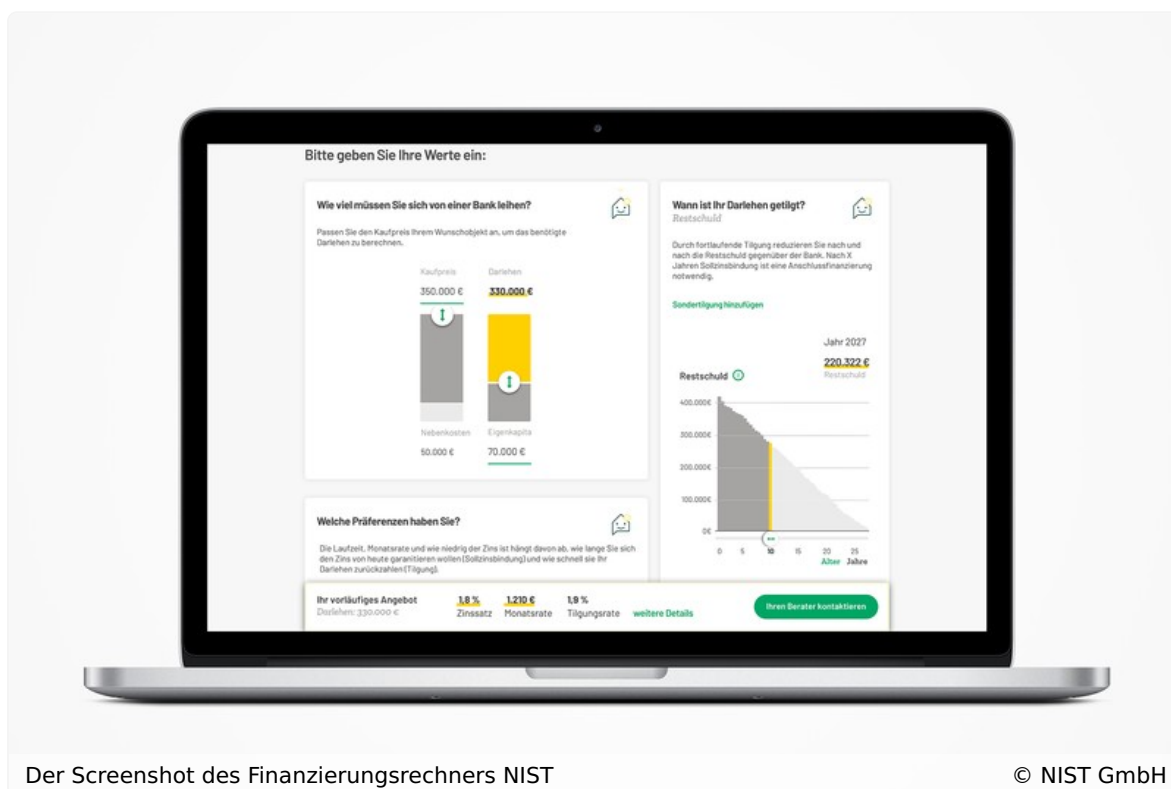 Bitte geben Sie Ihre Werte ein:
Wie viel müssen Sie sich von einer Bank leihen?
Passen Sie den Kaufpreis Ihrem Wunschobjekt an, um das benötigte
Darlehen zu berechnen.
Kaufpreis
Darlehen
350.000 €
330.000 €
Nebenkosten
Eigenkapita
50.000 €
70.000 €
Wann ist Ihr Darlehen getilgt?
Restschuld
Durch fortlaufende Tilgung reduzieren Sie nach und
nach die Restschuld gegenüber der Bank. Nach X
Jahren Sollzinsbindung ist eine Anschlussfinanzierung
notwendig.
Sondertilgung hinzufügen
Jahr 2027
220.322 €
Restschuld
Restschuld
400.000€
300.000€
200.000€
100.000€
0€
0 5 10 15 20 25
Alter Jahre
Welche Präferenzen haben Sie?
Die Laufzeit, Monatsrate und wie niedrig der Zins ist hängt davon ab, wie lange Sie sich
den Zins von heute garantieren wollen (Sollzinsbindung) und wie schnell sie Ihr
Darlehen zurückzahlen (Tilgung).
Ihr vorläufiges Angebot
Darlehen: 330.000 €
1,8 %
Zinssatz
1.210 €
Monatsrate
1,9 %
Tilgungsrate
weitere Details
Ihren Berater kontaktieren
Der Screenshot des Finanzierungsrechners NIST
© NIST GmbH